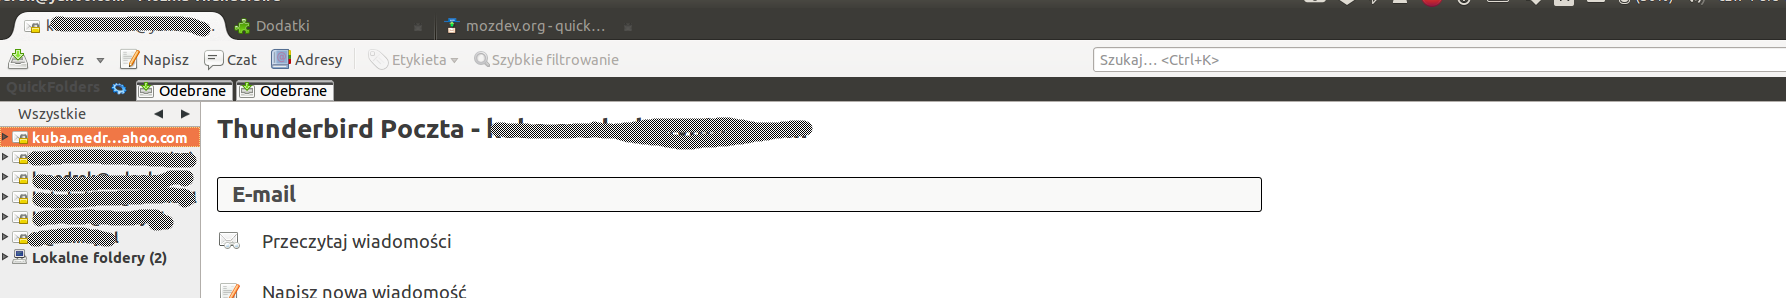 Dodatki
mozdev.org - quick...
Pobierz Napisz Czat Adresy Etykieta Szybkie filtrowanie Szukaj... <Ctrl+K>
QuickFolders Odebrane Odebrane
Wszystkie
kuba.medr...ahoo.com
Lokalne foldery (2)
Thunderbird Poczta -
E-mail
Przeczytaj wiadomości
Napisz nową wiadomość